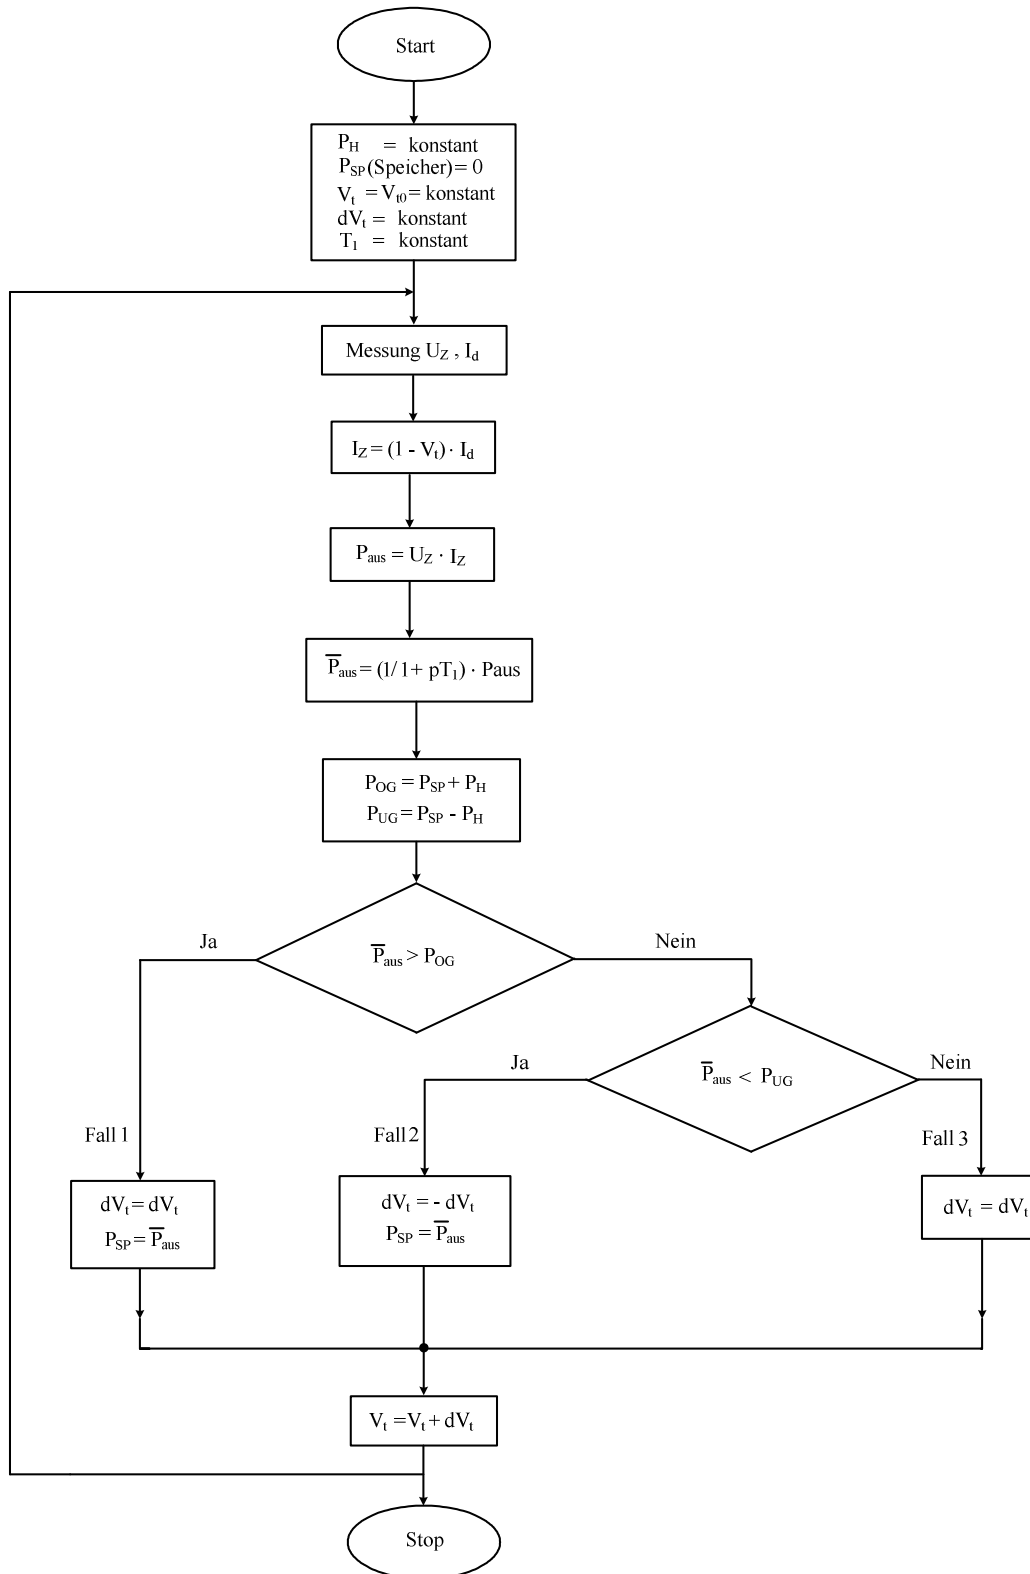 Start
P_H = konstant
P_SP(Speicher) = 0
V_t = V_t0 = konstant
dV_t = konstant
T_1 = konstant
Messung U_Z , I_d
I_Z = (1 - V_t) · I_d
P_aus = U_Z · I_Z
P̅_aus = (1/1+ pT_1) · Paus
P_OG = P_SP + P_H
P_UG = P_SP - P_H
Ja
P̅_aus > P_OG
Nein
Ja
P̅_aus < P_UG
Nein
Fall 1
Fall 2
Fall 3
dV_t = dV_t
P_SP = P̅_aus
dV_t = - dV_t
P_SP = P̅_aus
dV_t = dV_t
V_t = V_t + dV_t
Stop